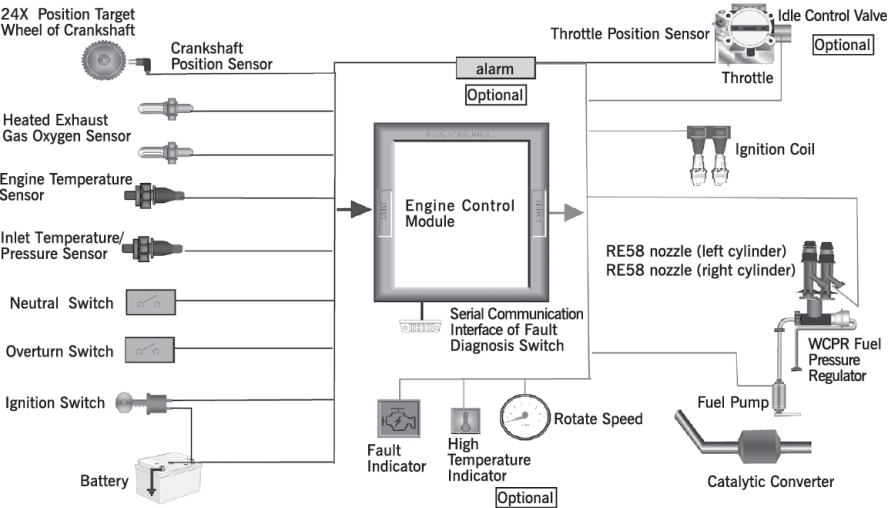 24X Position Target
Wheel of Crankshaft
Crankshaft
Position Sensor
Heated Exhaust
Gas Oxygen Sensor
Engine Temperature
Sensor
Inlet Temperature/
Pressure Sensor
Neutral Switch
Overturn Switch
Ignition Switch
Battery
alarm
Optional
INPUT
Engine Control
Module
OUTPUT
Serial Communication
Interface of Fault
Diagnosis Switch
Fault
Indicator
High
Temperature
Indicator
Optional
Rotate Speed
Throttle Position Sensor
Idle Control Valve
Optional
Throttle
Ignition Coil
RE58 nozzle (left cylinder)
RE58 nozzle (right cylinder)
WCPR Fuel
Pressure
Regulator
Fuel Pump
Catalytic Converter